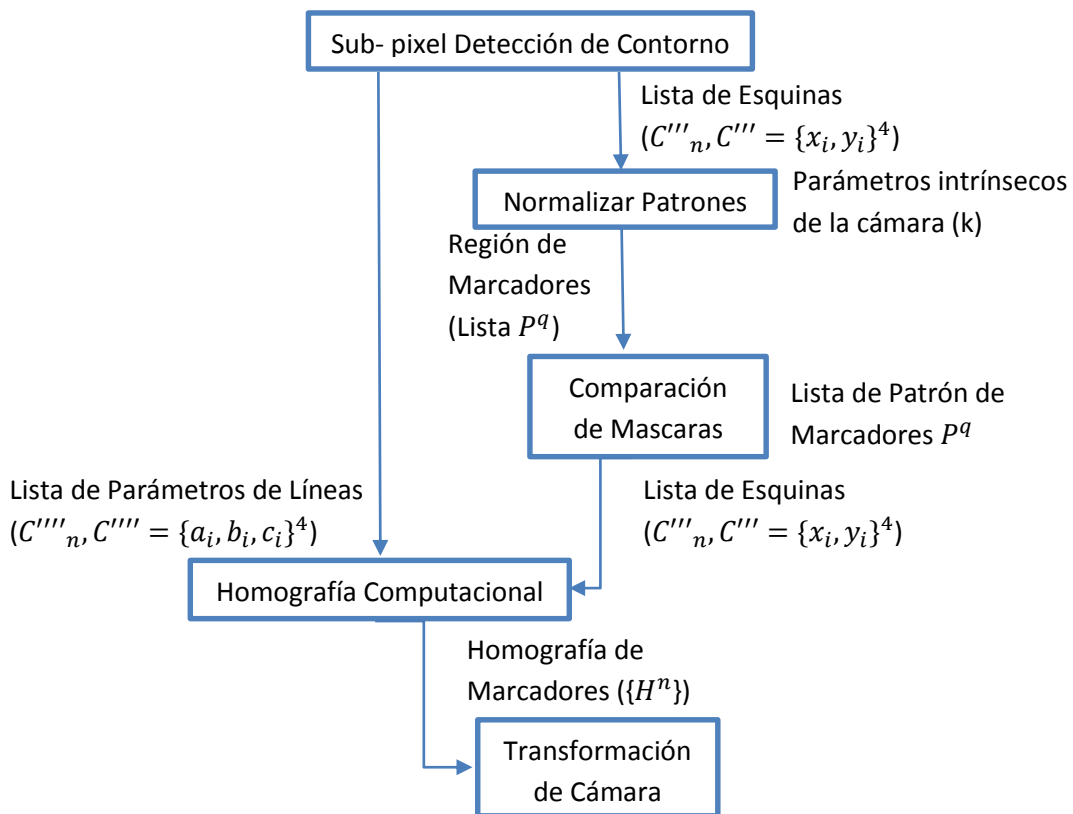 Sub- pixel Detección de Contorno
Lista de Esquinas
(C′′′ₙ, C′′′ = {xᵢ, yᵢ}⁴)
Normalizar Patrones
Parámetros intrínsecos
de la cámara (k)
Región de
Marcadores
(Lista P^q)
Comparación
de Mascaras
Lista de Patrón de
Marcadores P^q
Lista de Parámetros de Líneas
(C′′′′ₙ, C′′′′ = {aᵢ, bᵢ, cᵢ}⁴)
Lista de Esquinas
(C′′′ₙ, C′′′ = {xᵢ, yᵢ}⁴)
Homografía Computacional
Homografía de
Marcadores ({Hⁿ})
Transformación
de Cámara